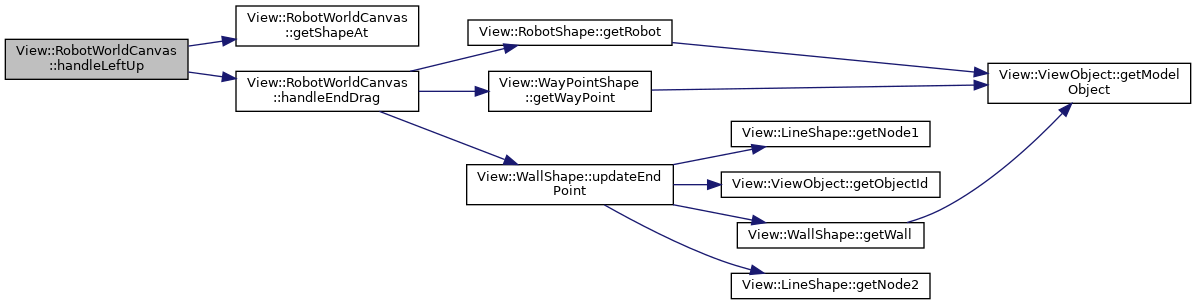 View::RobotWorldCanvas
::handleLeftUp
View::RobotWorldCanvas
::getShapeAt
View::RobotWorldCanvas
::handleEndDrag
View::RobotShape::getRobot
View::WayPointShape
::getWayPoint
View::WallShape::updateEnd
Point
View::LineShape::getNode1
View::ViewObject::getObjectId
View::WallShape::getWall
View::LineShape::getNode2
View::ViewObject::getModel
Object